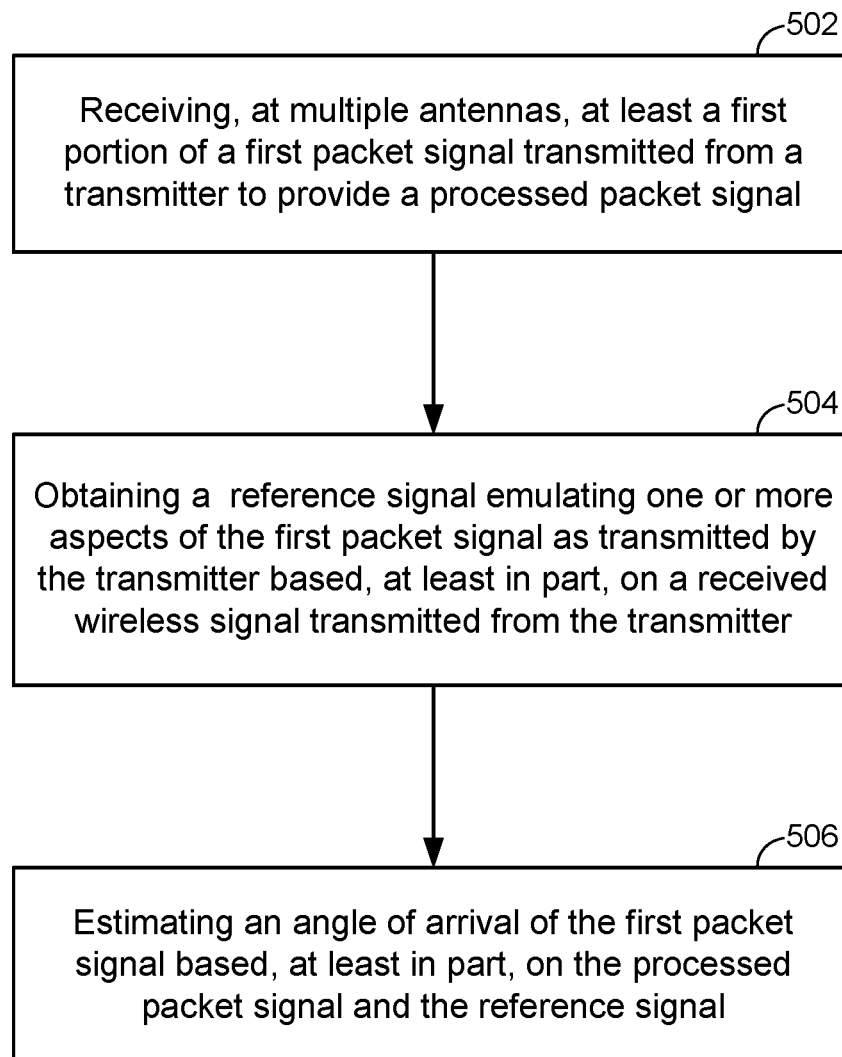 502
Receiving, at multiple antennas, at least a first
portion of a first packet signal transmitted from a
transmitter to provide a processed packet signal
504
Obtaining a  reference signal emulating one or more
aspects of the first packet signal as transmitted by
the transmitter based, at least in part, on a received
wireless signal transmitted from the transmitter
506
Estimating an angle of arrival of the first packet
signal based, at least in part, on the processed
packet signal and the reference signal